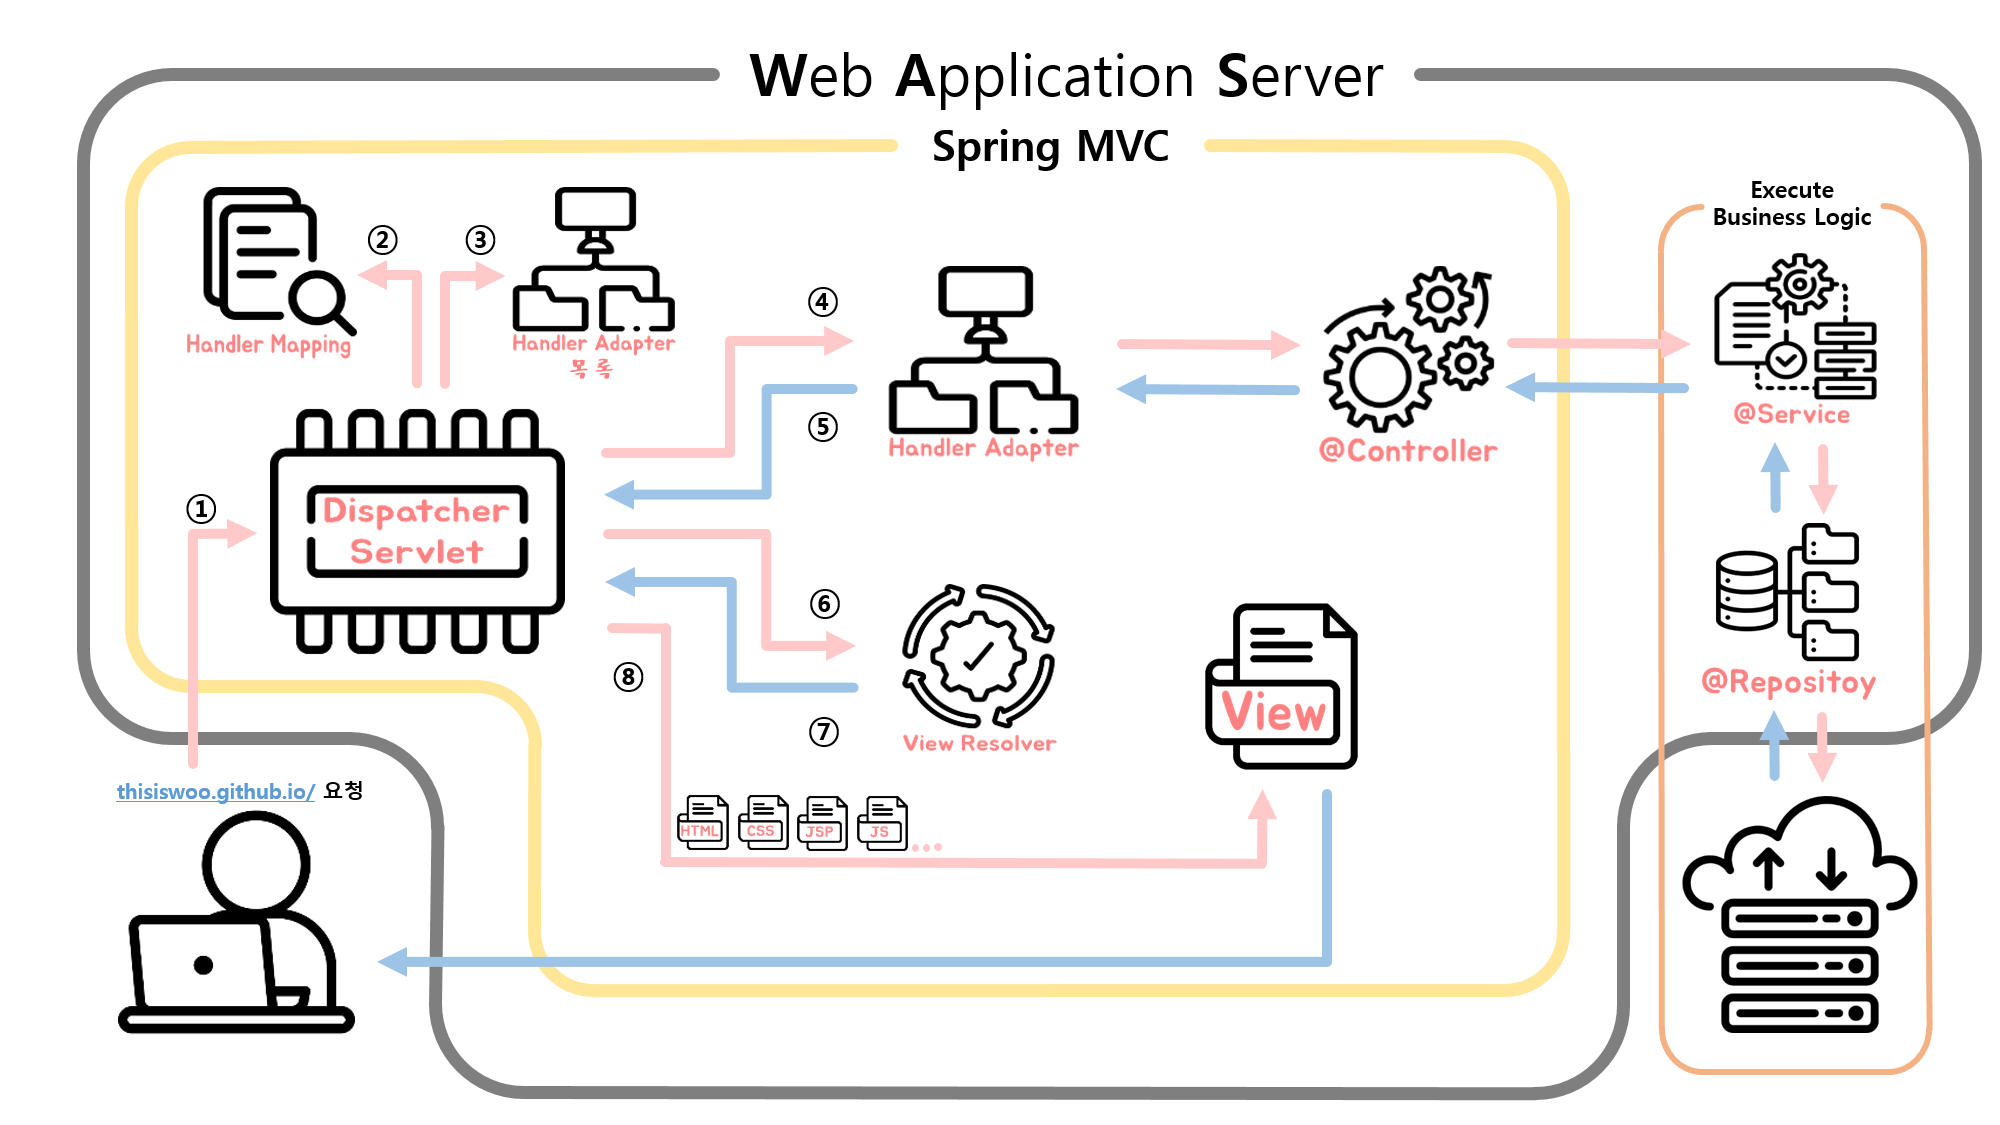 Web Application Server
Spring MVC
Execute
Business Logic
②
③
Handler Mapping
Handler Adapter
목록
④
⑤
Handler Adapter
@Controller
@Service
①
Dispatcher
Servlet
⑥
⑦
⑧
View Resolver
View
@Repositoy
thisiswoo.github.io/ 요청
HTML
CSS
JSP
JS
...